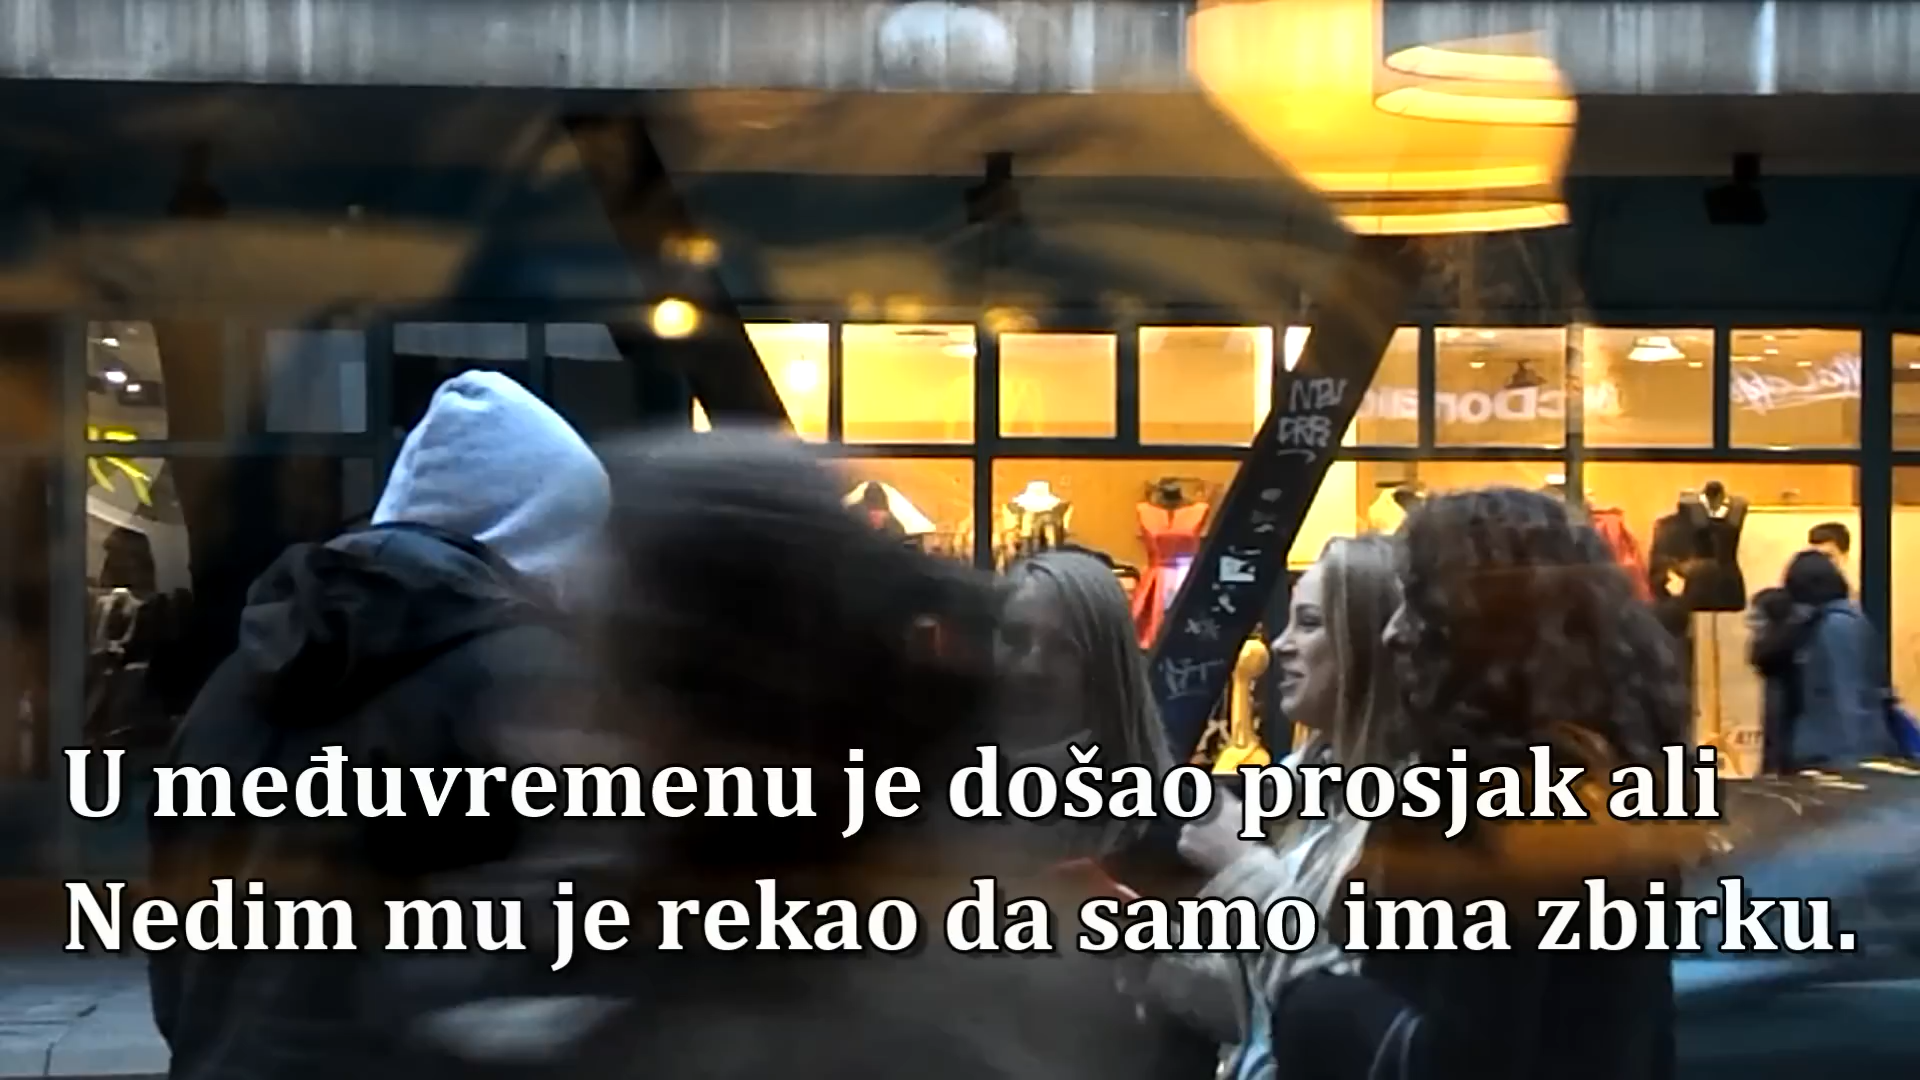 U međuvremenu je došao prosjak ali
Nedim mu je rekao da samo ima zbirku.